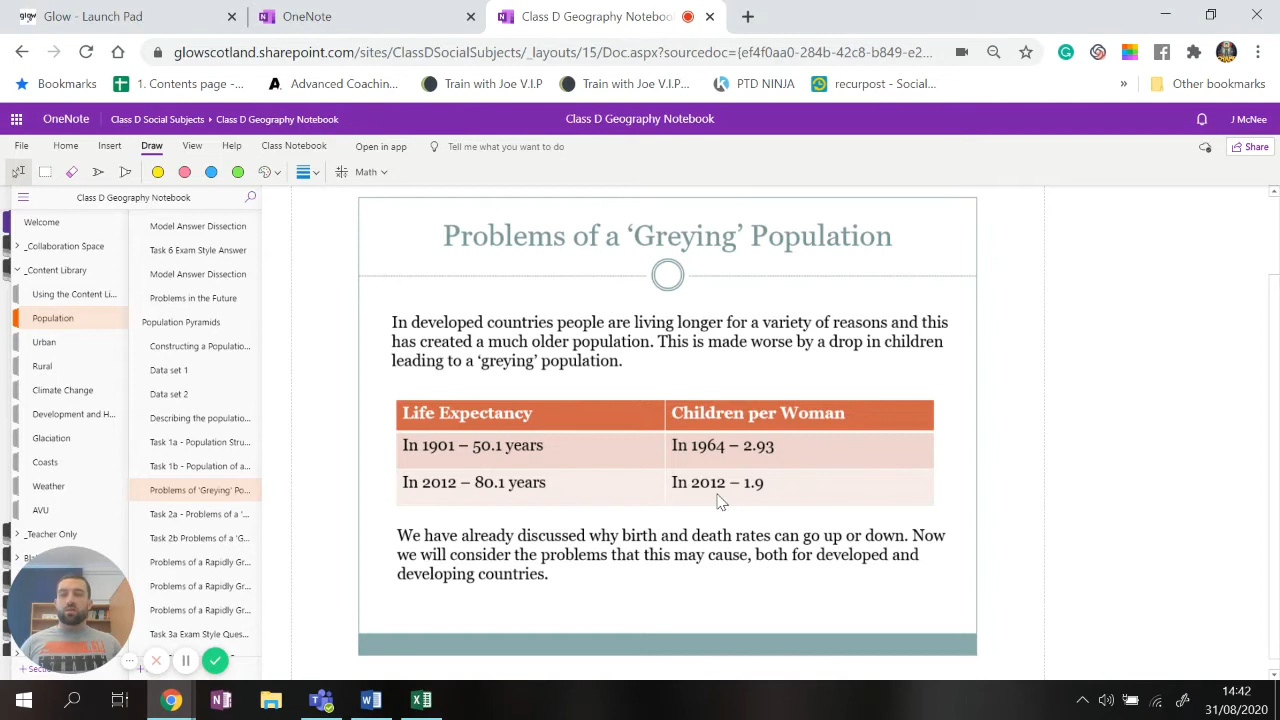 Glow - Launch Pad
OneNote
Class D Geography Notebook
glowscotland.sharepoint.com/sites/ClassDSocialSubjects/_layouts/15/Doc.aspx?sourcedoc={ef4f0aa0-284b-42c8-b849-e2...
Bookmarks
1. Contents page -...
Advanced Coachin...
Train with Joe V.I.P
Train with Joe V.I.P...
PTD NINJA
recurpost - Social...
»
Other bookmarks
OneNote
Class D Social Subjects › Class D Geography Notebook
Class D Geography Notebook
J McNee
File Home Insert Draw View Help Class Notebook Open in app Tell me what you want to do
Share
Math
Class D Geography Notebook
Welcome
_Collaboration Space
_Content Library
Using the Content Li...
Population
Urban
Rural
Climate Change
Development and H...
Glaciation
Coasts
Weather
AVU
_Teacher Only
Model Answer Dissection
Task 6 Exam Style Answer
Model Answer Dissection
Problems in the Future
Population Pyramids
Constructing a Populatio...
Data set 1
Data set 2
Describing the populatio...
Task 1a - Population Stru...
Task 1b - Population of a...
Problems of 'Greying' Po...
Task 2a - Problems of a '...
Task 2b Problems of a 'G...
Problems of a Rapidly Gr...
Problems of a Rapidly Gr...
Problems of a Rapidly Gr...
Task 3a Exam Style Ques...
Problems of a ‘Greying’ Population
In developed countries people are living longer for a variety of reasons and this
has created a much older population. This is made worse by a drop in children
leading to a ‘greying’ population.
Life Expectancy
Children per Woman
In 1901 – 50.1 years
In 1964 – 2.93
In 2012 – 80.1 years
In 2012 – 1.9
We have already discussed why birth and death rates can go up or down. Now
we will consider the problems that this may cause, both for developed and
developing countries.
14:42
31/08/2020